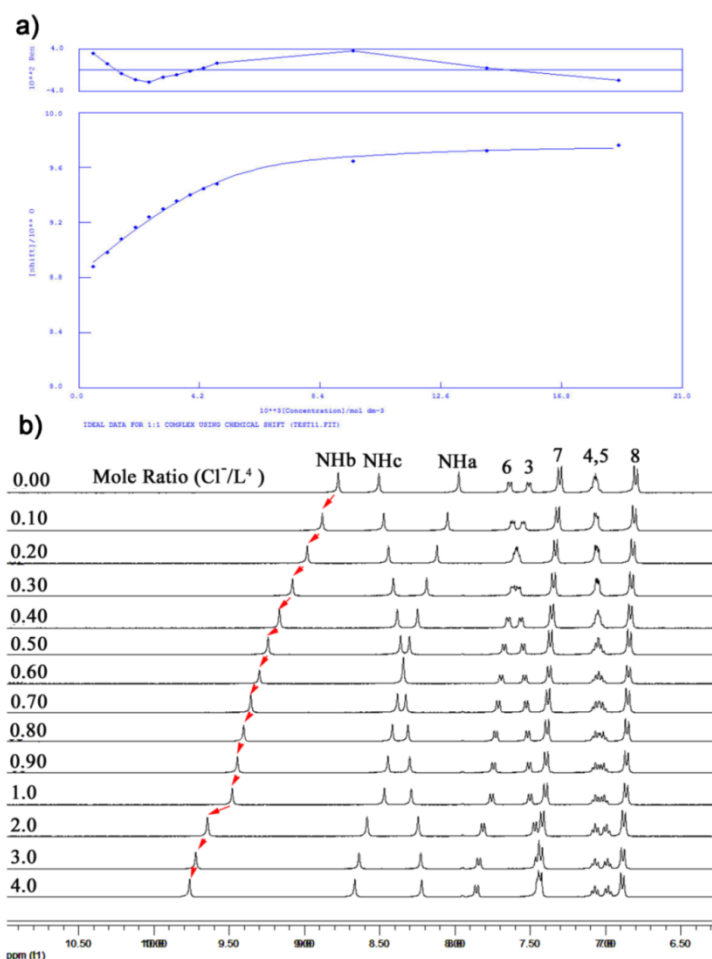 a)
4.0
-4.0
10**2 Res
10.0
9.6
9.2
8.8
8.4
8.0
[shift]/10** 0
0.0 4.2 8.4 12.6 16.8 21.0
10**3[Concentration]/mol dm-3
IDEAL DATA FOR 1:1 COMPLEX USING CHEMICAL SHIFT (TEST11.FIT)
b)
0.00 Mole Ratio (Cl⁻/L⁴ ) NHb NHc NHa 6 3 7 4,5 8
0.10
0.20
0.30
0.40
0.50
0.60
0.70
0.80
0.90
1.0
2.0
3.0
4.0
10.50 9.50 8.50 7.50 6.50
ppm (t1)